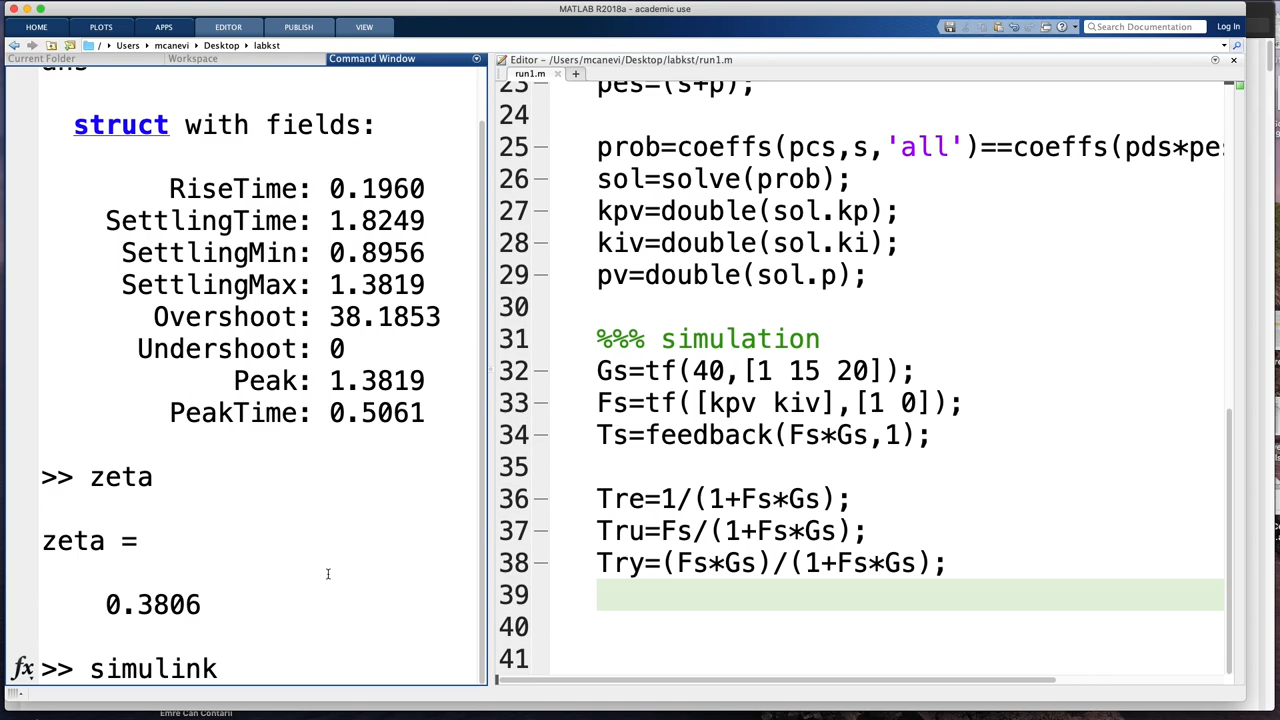 MATLAB R2018a - academic use
HOME PLOTS APPS EDITOR PUBLISH VIEW
Search Documentation
Log In
/ Users mcanevi Desktop labkst
Current Folder
Workspace
Command Window
ans
struct with fields:
RiseTime: 0.1960
SettlingTime: 1.8249
SettlingMin: 0.8956
SettlingMax: 1.3819
Overshoot: 38.1853
Undershoot: 0
Peak: 1.3819
PeakTime: 0.5061
>> zeta
zeta =
0.3806
fx >> simulink
Editor - /Users/mcanevi/Desktop/labkst/run1.m
run1.m
23 pes=(s+p);
24
25 prob=coeffs(pcs,s,'all')==coeffs(pds*pes
26 sol=solve(prob);
27 kpv=double(sol.kp);
28 kiv=double(sol.ki);
29 pv=double(sol.p);
30
31 %%% simulation
32 Gs=tf(40,[1 15 20]);
33 Fs=tf([kpv kiv],[1 0]);
34 Ts=feedback(Fs*Gs,1);
35
36 Tre=1/(1+Fs*Gs);
37 Tru=Fs/(1+Fs*Gs);
38 Try=(Fs*Gs)/(1+Fs*Gs);
39
40
41
Emre Can Contarli